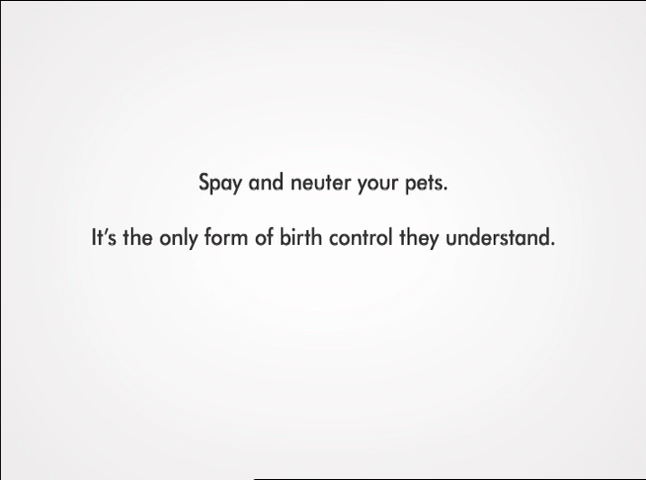 Spay and neuter your pets.
It's the only form of birth control they understand.